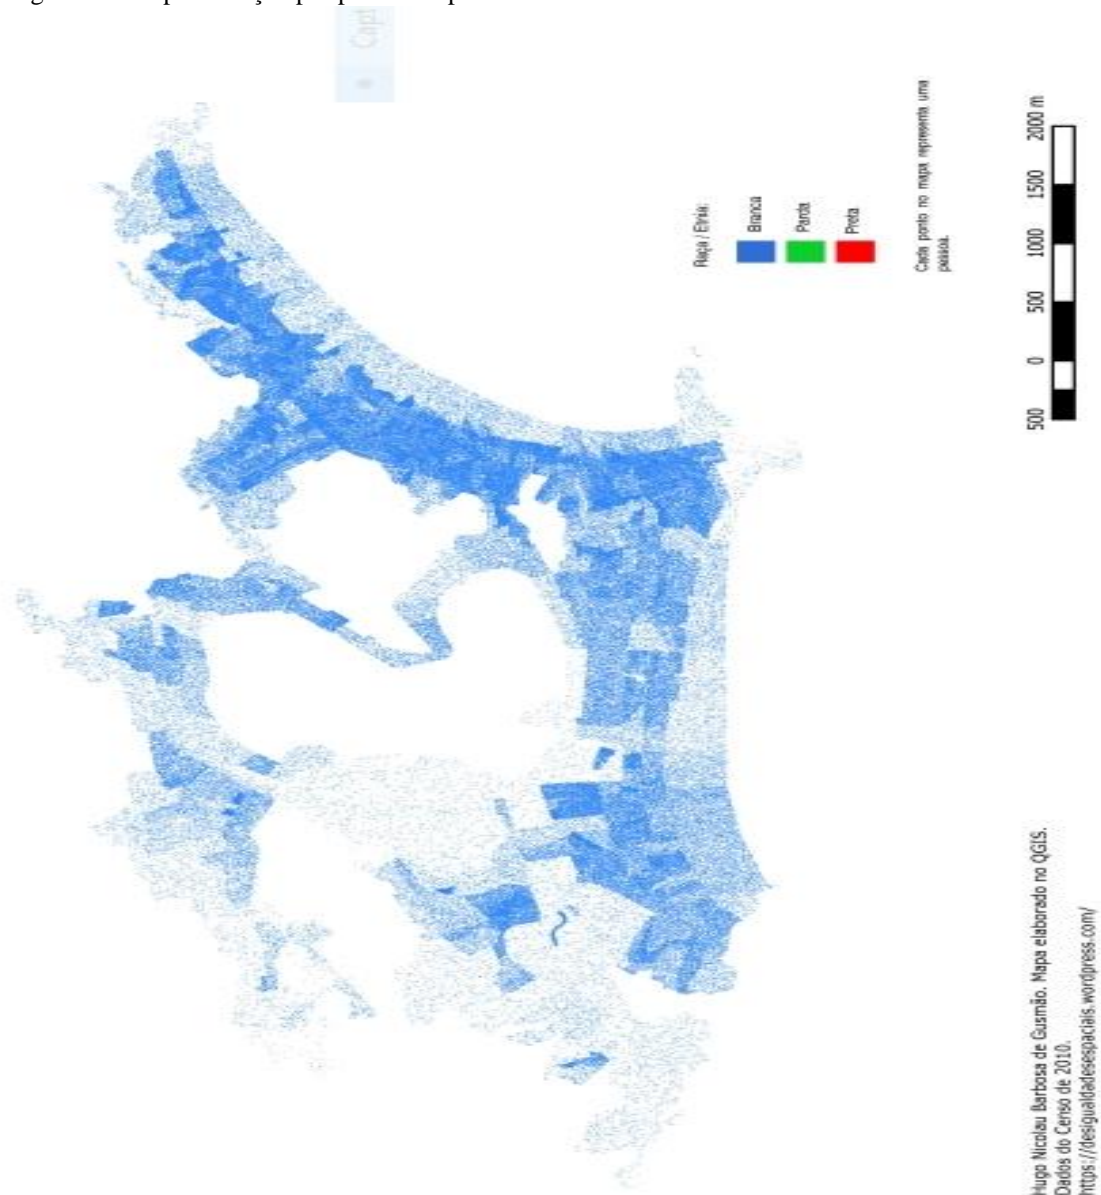 Capt
Raça / Etnia:
Branca
Parda
Preta
Cada ponto no mapa representa uma
pessoa.
500 0 500 1000 1500 2000 m
Hugo Nicolau Barbosa de Gusmão. Mapa elaborado no QGIS.
Dados do Censo de 2010.
https://desigualdadesespaciais.wordpress.com/